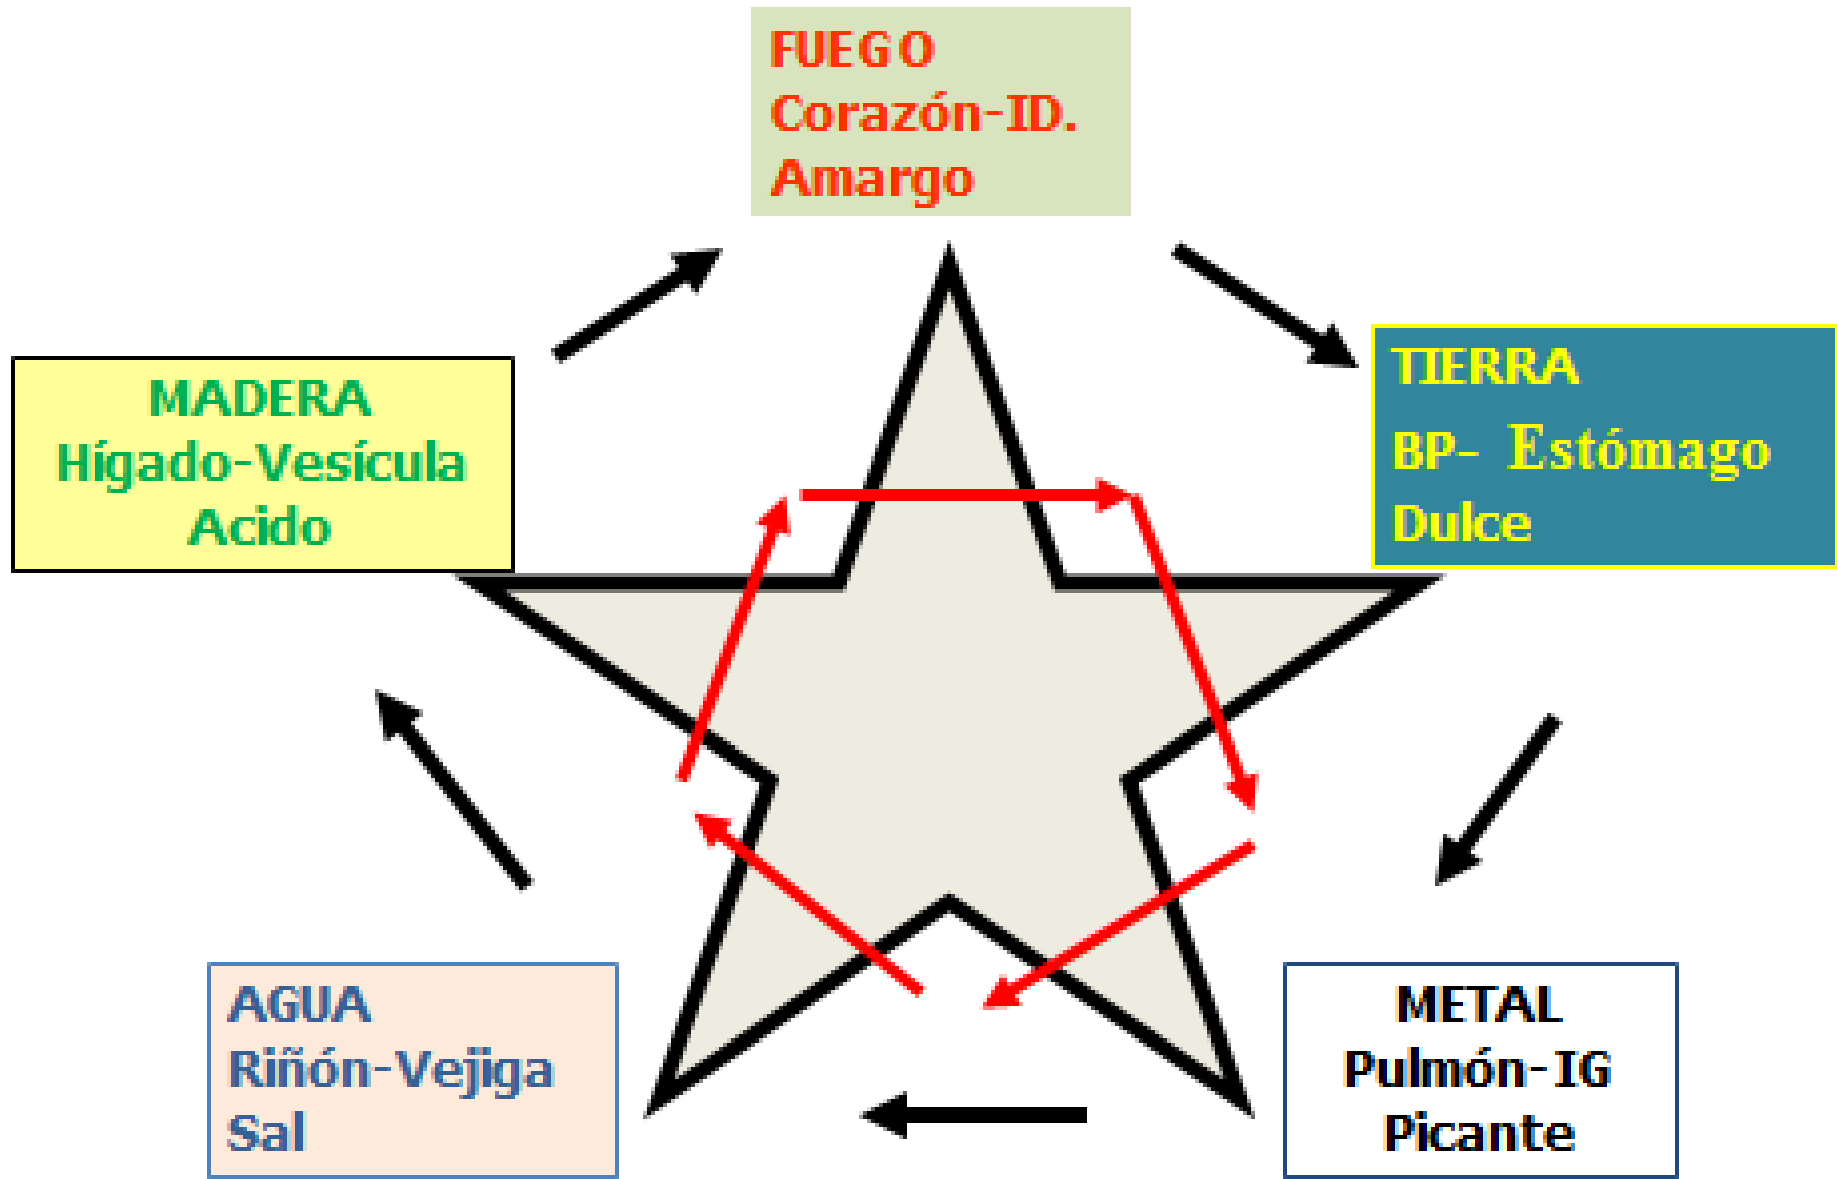 FUEGO
Corazón-ID.
Amargo
MADERA
Hígado-Vesícula
Acido
TIERRA
BP- Estómago
Dulce
AGUA
Riñón-Vejiga
Sal
METAL
Pulmón-IG
Picante